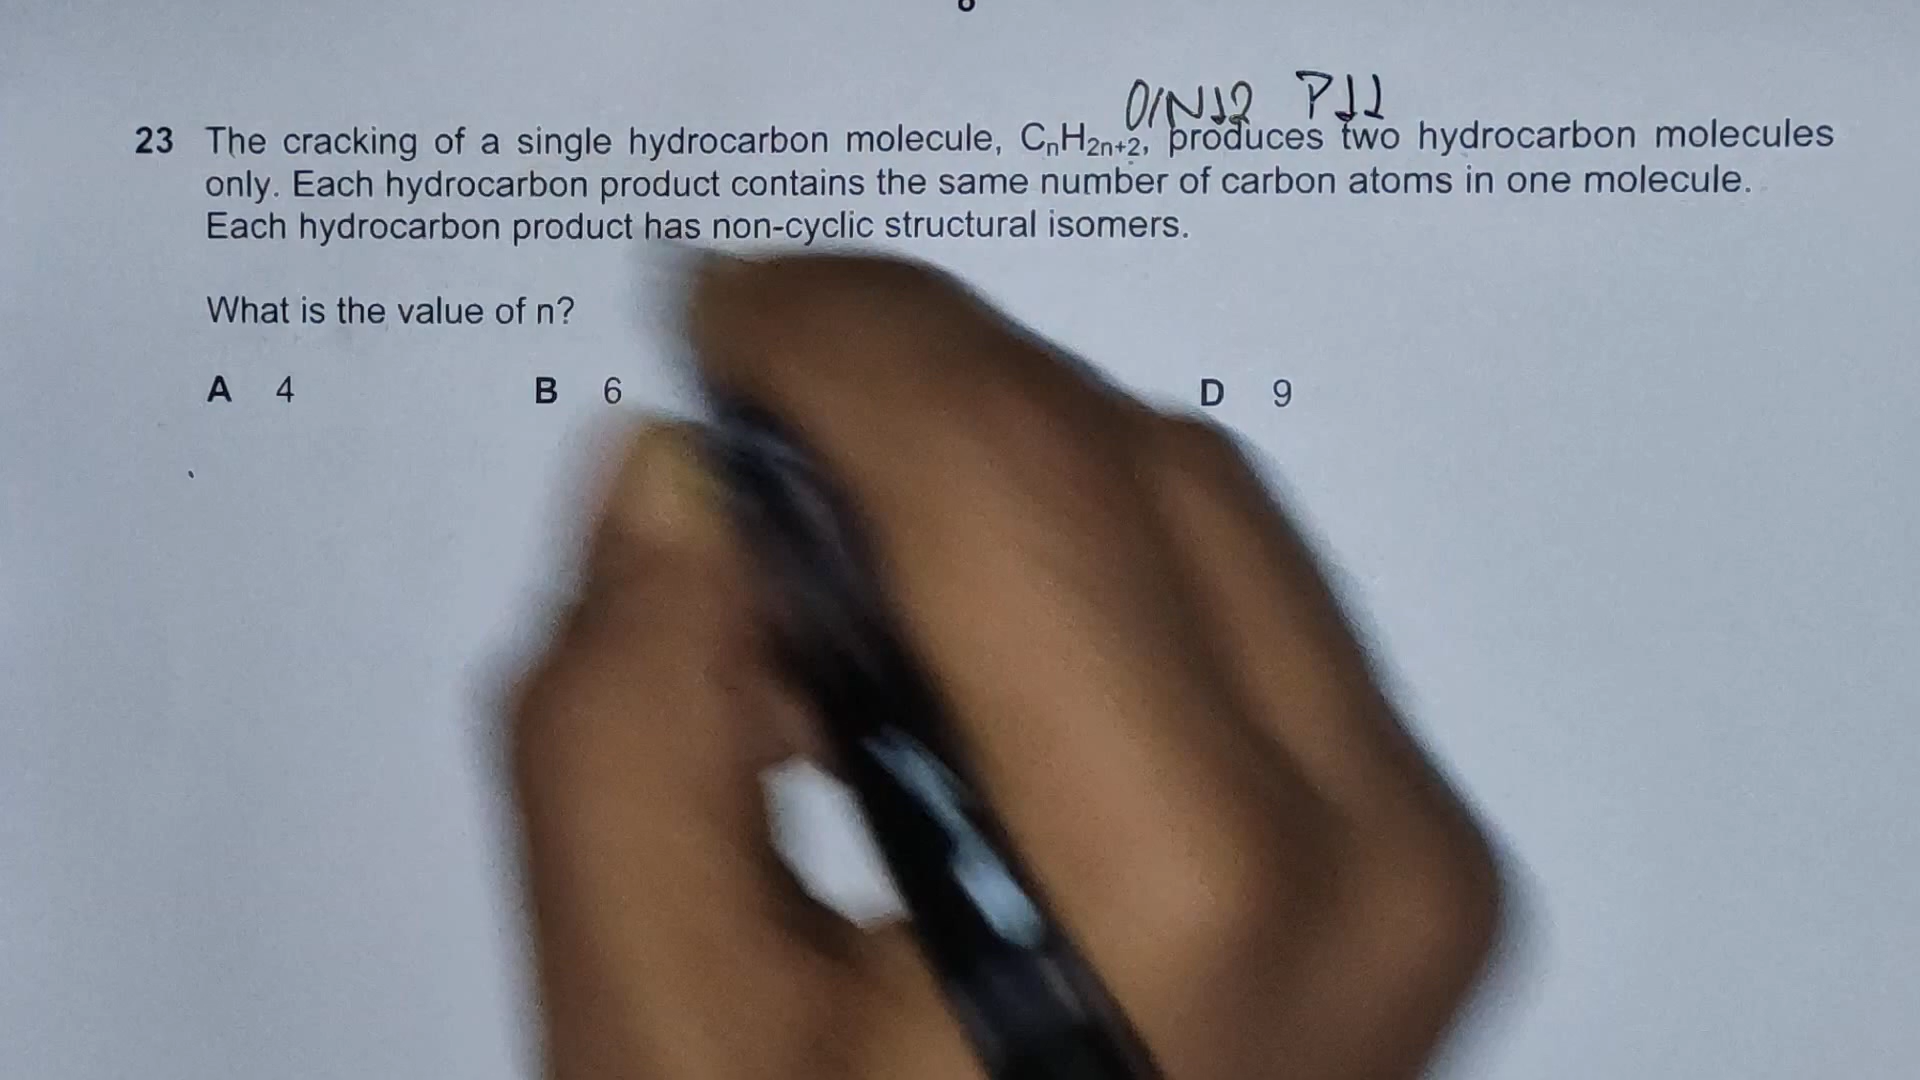 O/N12 P11
23 The cracking of a single hydrocarbon molecule, CnH2n+2, produces two hydrocarbon molecules
only. Each hydrocarbon product contains the same number of carbon atoms in one molecule.
Each hydrocarbon product has non-cyclic structural isomers.
What is the value of n?
A 4 B 6 D 9